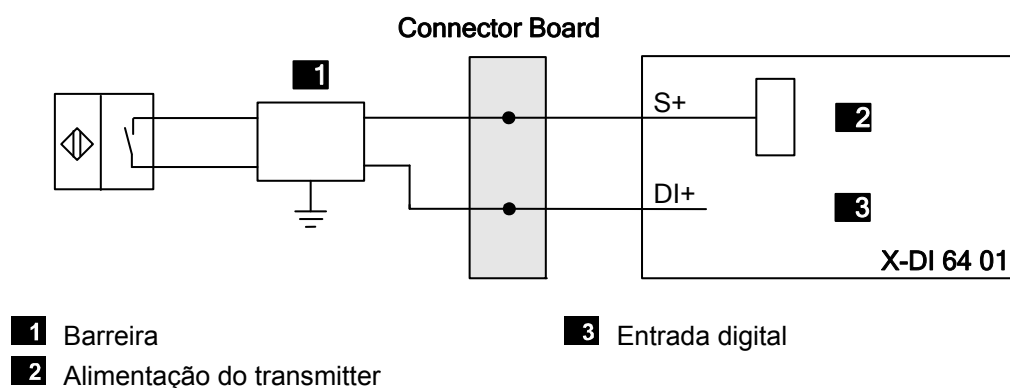 Connector Board
1
S+
2
DI+
3
X-DI 64 01
1 Barreira
3 Entrada digital
2 Alimentação do transmitter